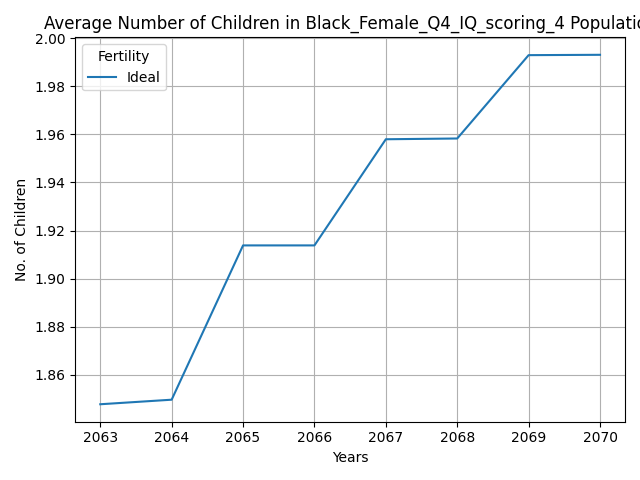 Average Number of Children in Black_Female_Q4_IQ_scoring_4 Populatio
2.00
1.98
1.96
1.94
1.92
1.90
1.88
1.86
No. of Children
Fertility
Ideal
2063 2064 2065 2066 2067 2068 2069 2070
Years